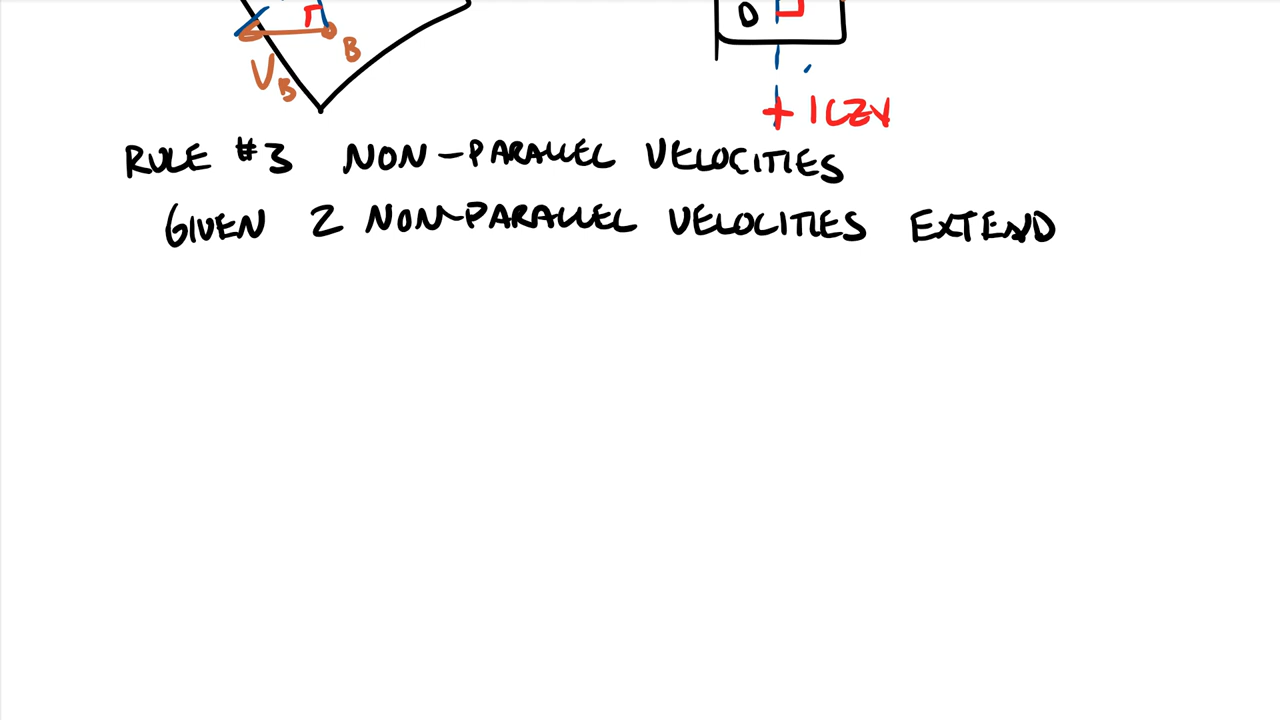 B
D
VB
+ ICZV
RULE #3 NON-PARALLEL VELOCITIES
GIVEN 2 NON-PARALLEL VELOCITIES EXTEND